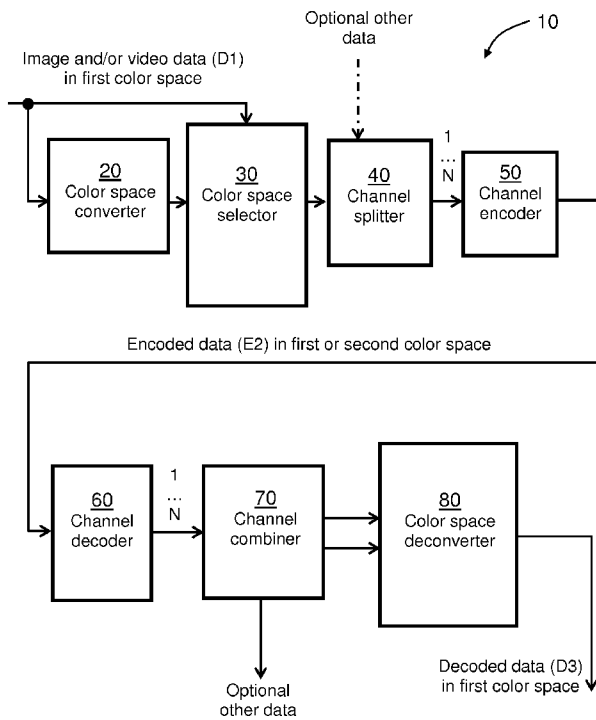 Optional other
data
10
Image and/or video data (D1)
in first color space
20
Color space
converter
30
Color space
selector
40
Channel
splitter
1
...
N
50
Channel
encoder
Encoded data (E2) in first or second color space
60
Channel
decoder
1
...
N
70
Channel
combiner
80
Color space
deconverter
Optional
other data
Decoded data (D3)
in first color space